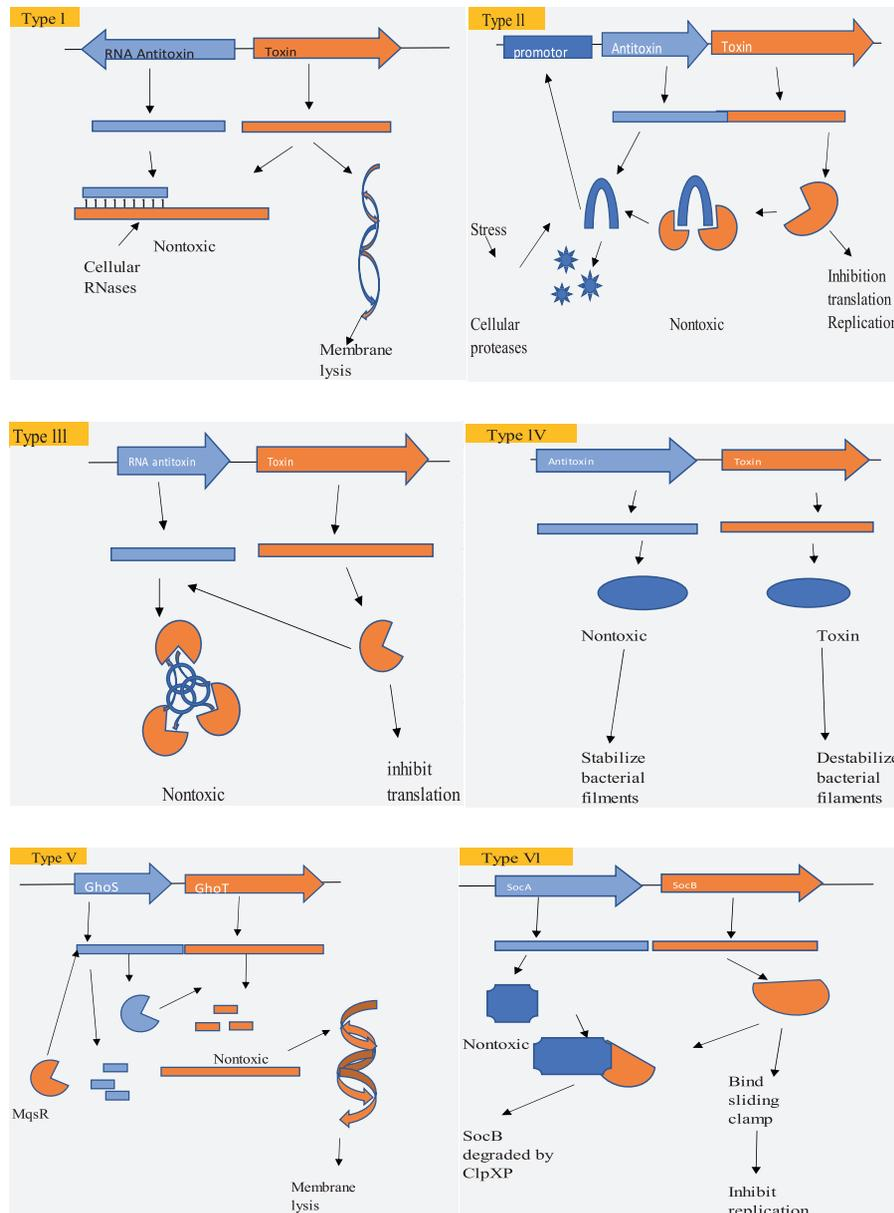 Type I
RNA Antitoxin
Toxin
Nontoxic
Cellular
RNases
Membrane
lysis
Type ll
promotor
Antitoxin
Toxin
Stress
Cellular
proteases
Nontoxic
Inhibition
translation
Replication
Type lll
RNA antitoxin
Toxin
Nontoxic
inhibit
translation
Type lV
Antitoxin
Toxin
Nontoxic
Toxin
Stabilize
bacterial
filments
Destabilize
bacterial
filaments
Type V
GhoS
GhoT
Nontoxic
MqsR
Membrane
lysis
Type Vl
SocA
SocB
Nontoxic
SocB
degraded by
ClpXP
Bind
sliding
clamp
Inhibit
replication